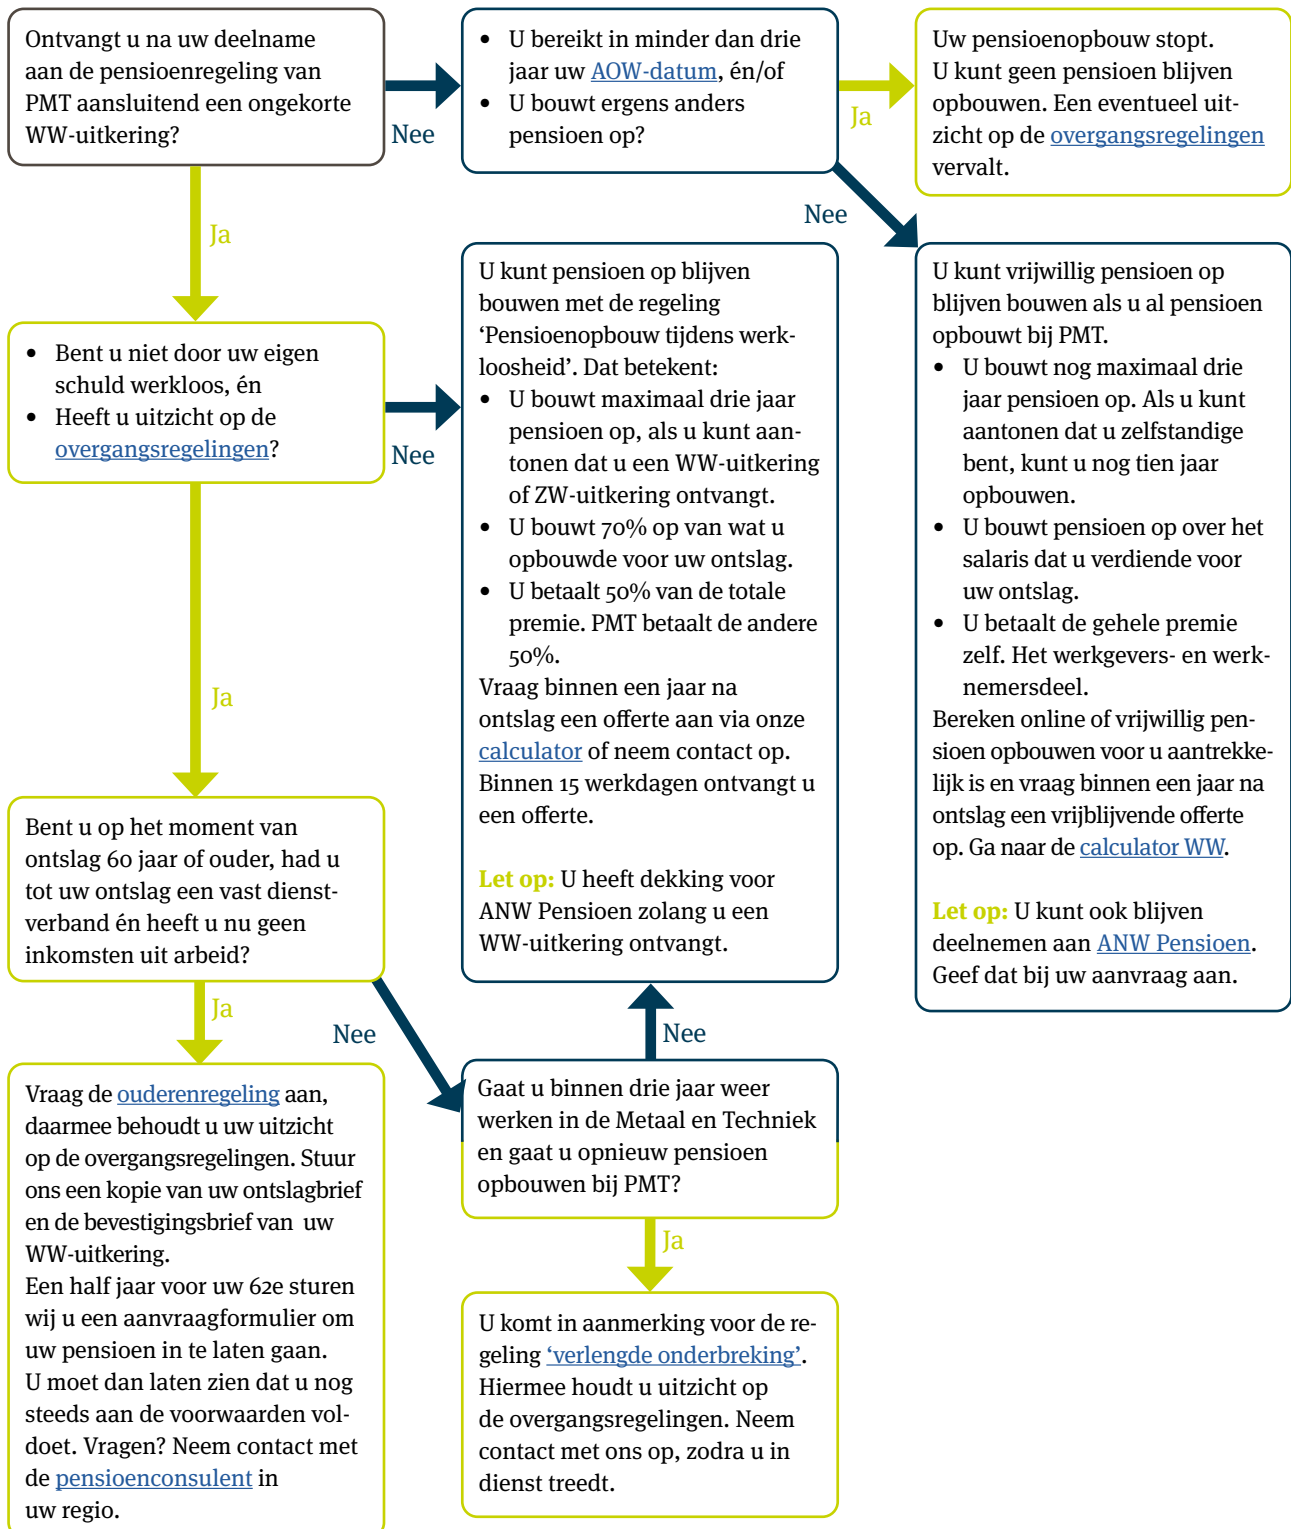 Ontvangt u na uw deelname
aan de pensioenregeling van
PMT aansluitend een ongekorte
WW-uitkering?
Nee
• U bereikt in minder dan drie
jaar uw AOW-datum, én/of
• U bouwt ergens anders
pensioen op?
Ja
Uw pensioenopbouw stopt.
U kunt geen pensioen blijven
opbouwen. Een eventueel uit-
zicht op de overgangsregelingen
vervalt.
Nee
Ja
• Bent u niet door uw eigen
schuld werkloos, én
• Heeft u uitzicht op de
overgangsregelingen?
Nee
U kunt pensioen op blijven
bouwen met de regeling
‘Pensioenopbouw tijdens werk-
loosheid’. Dat betekent:
• U bouwt maximaal drie jaar
pensioen op, als u kunt aan-
tonen dat u een WW-uitkering
of ZW-uitkering ontvangt.
• U bouwt 70% op van wat u
opbouwde voor uw ontslag.
• U betaalt 50% van de totale
premie. PMT betaalt de andere
50%.
Vraag binnen een jaar na
ontslag een offerte aan via onze
calculator of neem contact op.
Binnen 15 werkdagen ontvangt u
een offerte.
Let op: U heeft dekking voor
ANW Pensioen zolang u een
WW-uitkering ontvangt.
U kunt vrijwillig pensioen op
blijven bouwen als u al pensioen
opbouwt bij PMT.
• U bouwt nog maximaal drie
jaar pensioen op. Als u kunt
aantonen dat u zelfstandige
bent, kunt u nog tien jaar
opbouwen.
• U bouwt pensioen op over het
salaris dat u verdiende voor
uw ontslag.
• U betaalt de gehele premie
zelf. Het werkgevers- en werk-
nemersdeel.
Bereken online of vrijwillig pen-
sioen opbouwen voor u aantrekke-
lijk is en vraag binnen een jaar na
ontslag een vrijblijvende offerte
op. Ga naar de calculator WW.
Let op: U kunt ook blijven
deelnemen aan ANW Pensioen.
Geef dat bij uw aanvraag aan.
Ja
Bent u op het moment van
ontslag 60 jaar of ouder, had u
tot uw ontslag een vast dienst-
verband én heeft u nu geen
inkomsten uit arbeid?
Ja
Nee
Nee
Vraag de ouderenregeling aan,
daarmee behoudt u uw uitzicht
op de overgangsregelingen. Stuur
ons een kopie van uw ontslagbrief
en de bevestigingsbrief van uw
WW-uitkering.
Een half jaar voor uw 62e sturen
wij u een aanvraagformulier om
uw pensioen in te laten gaan.
U moet dan laten zien dat u nog
steeds aan de voorwaarden vol-
doet. Vragen? Neem contact met
de pensioenconsulent in
uw regio.
Gaat u binnen drie jaar weer
werken in de Metaal en Techniek
en gaat u opnieuw pensioen
opbouwen bij PMT?
Ja
U komt in aanmerking voor de re-
geling ‘verlengde onderbreking’.
Hiermee houdt u uitzicht op
de overgangsregelingen. Neem
contact met ons op, zodra u in
dienst treedt.